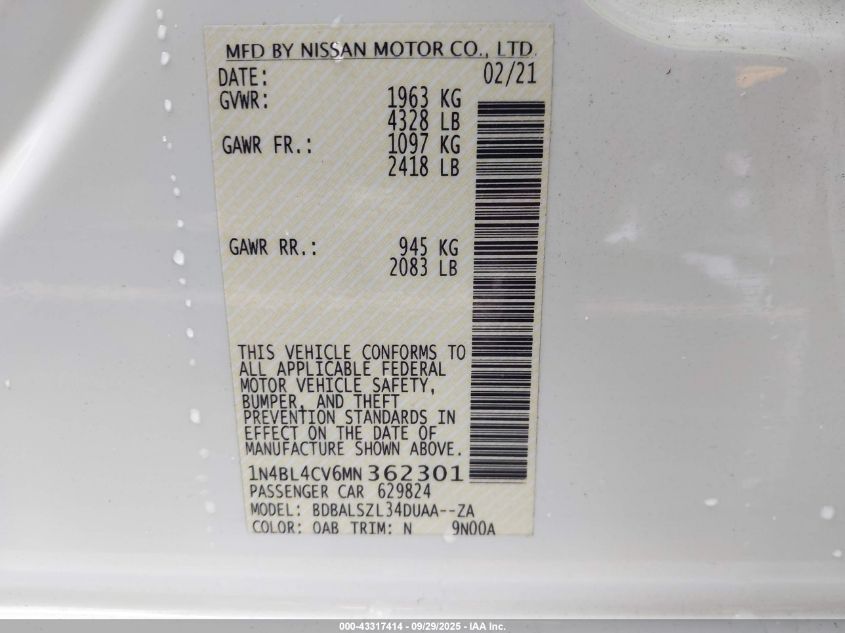 MFD BY NISSAN MOTOR CO., LTD.
DATE: 02/21
GVWR: 1963 KG
4328 LB
GAWR FR.: 1097 KG
2418 LB
GAWR RR.: 945 KG
2083 LB
THIS VEHICLE CONFORMS TO
ALL APPLICABLE FEDERAL
MOTOR VEHICLE SAFETY,
BUMPER, AND THEFT
PREVENTION STANDARDS IN
EFFECT ON THE DATE OF
MANUFACTURE SHOWN ABOVE.
1N4BL4CV6MN362301
PASSENGER CAR 629824
MODEL: BDBALSZL34DUAA--ZA
COLOR: QAB TRIM: N 9N00A
000-43317414 - 09/29/2025 - IAA Inc.